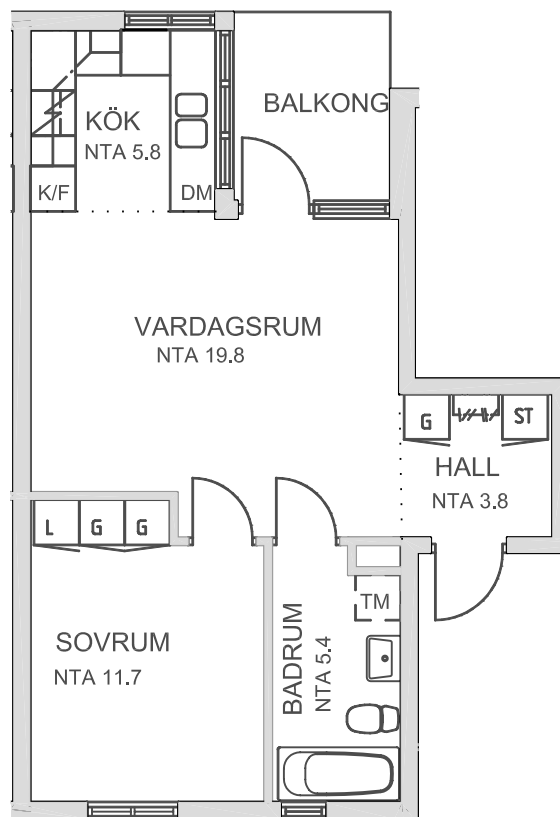 BALKONG
KÖK
NTA 5.8
K/F
DM
VARDAGSRUM
NTA 19.8
G
ST
HALL
NTA 3.8
L
G
G
SOVRUM
NTA 11.7
BADRUM
NTA 5.4
TM